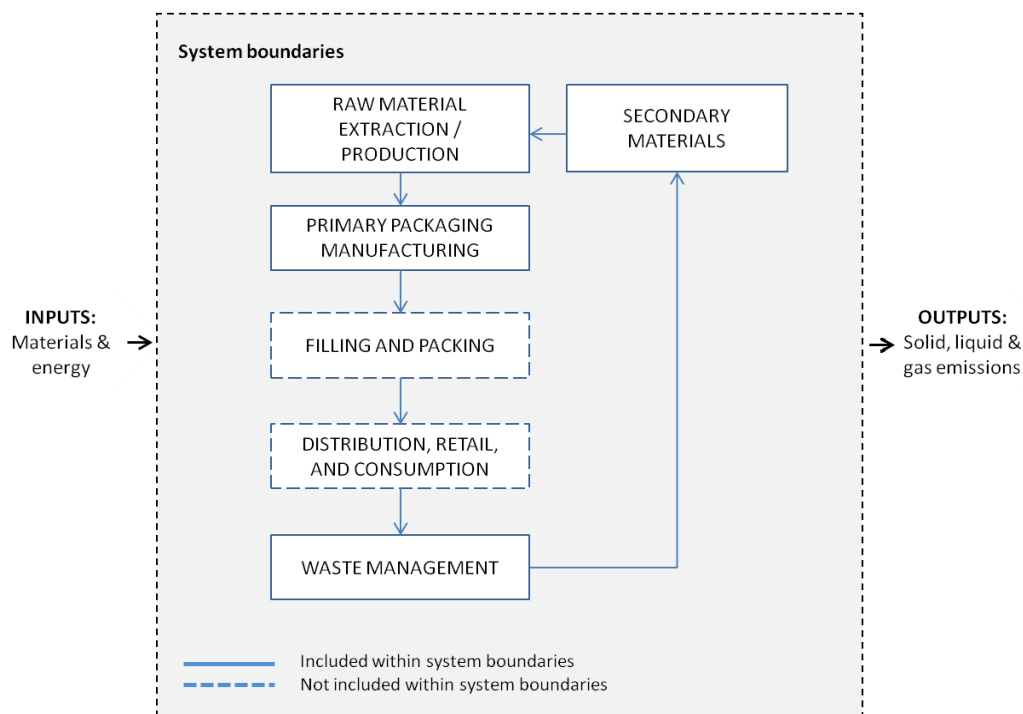 System boundaries
RAW MATERIAL
EXTRACTION /
PRODUCTION
SECONDARY
MATERIALS
PRIMARY PACKAGING
MANUFACTURING
INPUTS:
Materials &
energy
FILLING AND PACKING
OUTPUTS:
Solid, liquid &
gas emissions
DISTRIBUTION, RETAIL,
AND CONSUMPTION
WASTE MANAGEMENT
Included within system boundaries
Not included within system boundaries